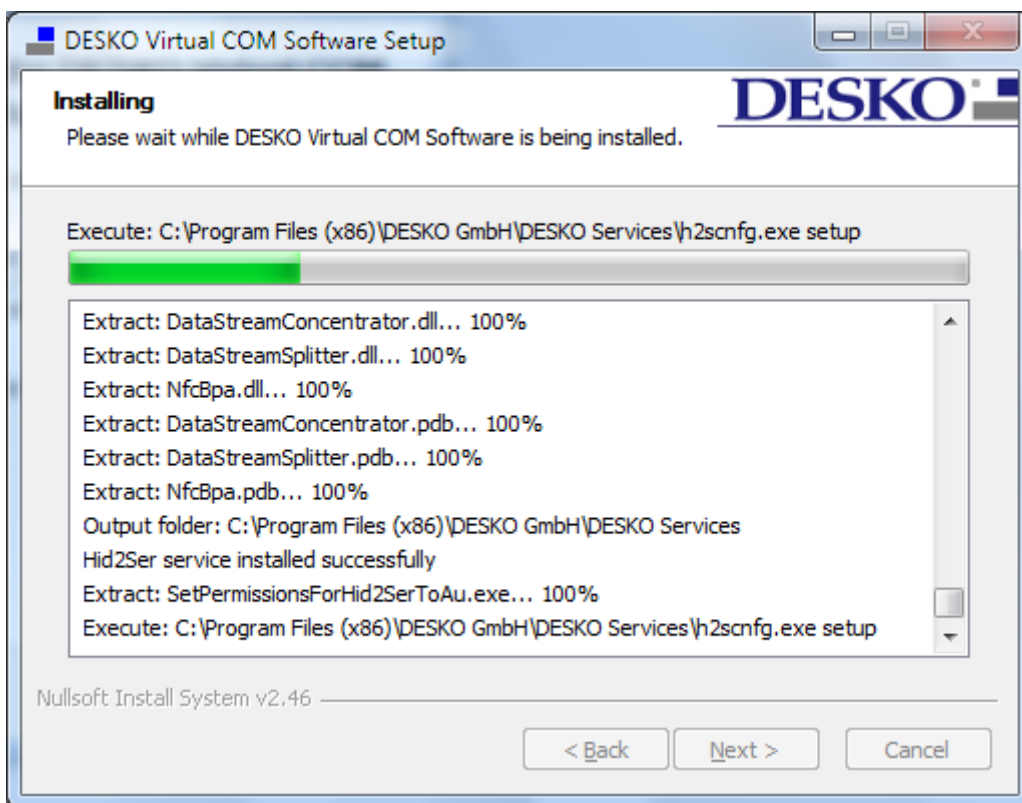 DESKO Virtual COM Software Setup
Installing
DESKO
Please wait while DESKO Virtual COM Software is being installed.
Execute: C:\Program Files (x86)\DESKO GmbH\DESKO Services\h2scnfg.exe setup
Extract: DataStreamConcentrator.dll... 100%
Extract: DataStreamSplitter.dll... 100%
Extract: NfcBpa.dll... 100%
Extract: DataStreamConcentrator.pdb... 100%
Extract: DataStreamSplitter.pdb... 100%
Extract: NfcBpa.pdb... 100%
Output folder: C:\Program Files (x86)\DESKO GmbH\DESKO Services
Hid2Ser service installed successfully
Extract: SetPermissionsForHid2SerToAu.exe... 100%
Execute: C:\Program Files (x86)\DESKO GmbH\DESKO Services\h2scnfg.exe setup
Nullsoft Install System v2.46
< Back
Next >
Cancel